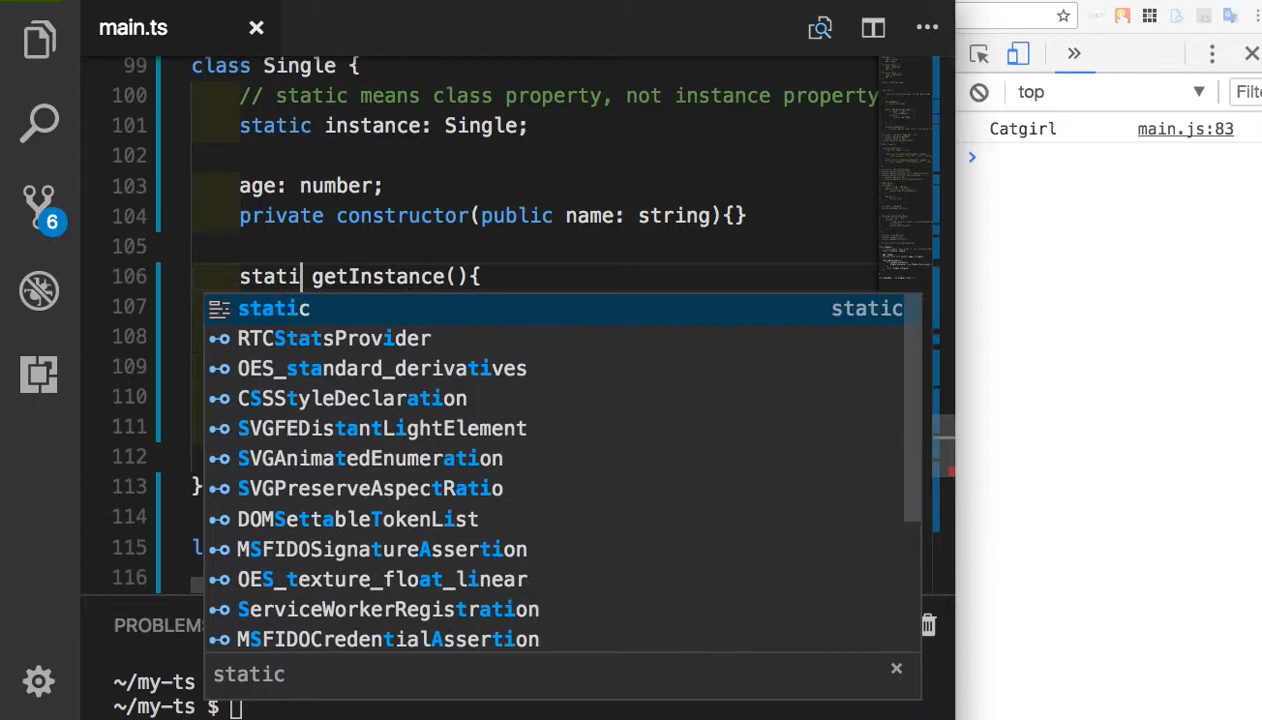 main.ts
99 class Single {
100 // static means class property, not instance property
101 static instance: Single;
102
103 age: number;
104 private constructor(public name: string){}
105
106 stati getInstance(){
107
108
109
110
111
112
113 }
114
115 l
116
static static
RTCStatsProvider
OES_standard_derivatives
CSSStyleDeclaration
SVGFEDistantLightElement
SVGAnimatedEnumeration
SVGPreserveAspectRatio
DOMSettableTokenList
MSFIDOSignatureAssertion
OES_texture_float_linear
ServiceWorkerRegistration
MSFIDOCredentialAssertion
static
6
PROBLEMS
~/my-ts
~/my-ts $
top
Filte
Catgirl main.js:83